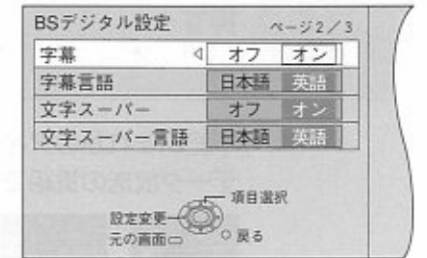 BSデジタル設定 ページ2/3
字幕 オフ オン
字幕言語 日本語 英語
文字スーパー オフ オン
文字スーパー言語 日本語 英語
項目選択
設定変更
元の画面 戻る